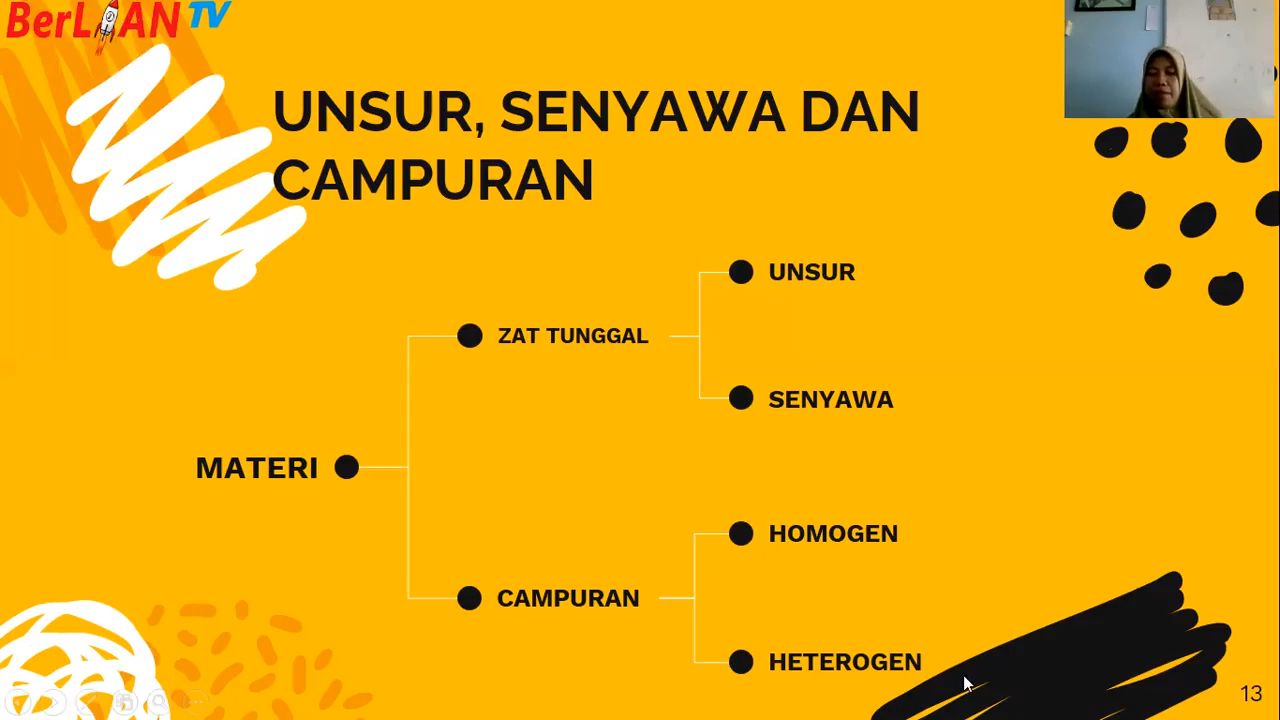 BerLIAN TV
UNSUR, SENYAWA DAN
CAMPURAN
UNSUR
ZAT TUNGGAL
SENYAWA
MATERI
HOMOGEN
CAMPURAN
HETEROGEN
13